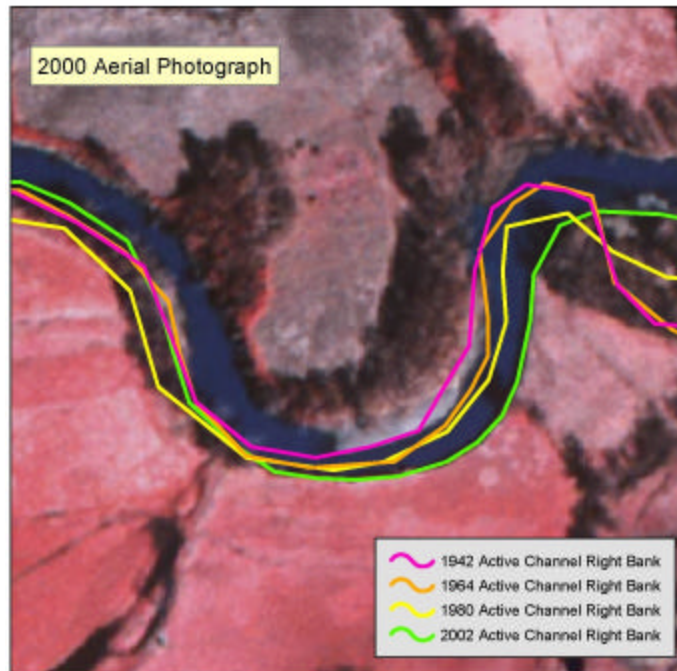 2000 Aerial Photograph
1942 Active Channel Right Bank
1964 Active Channel Right Bank
1980 Active Channel Right Bank
2002 Active Channel Right Bank